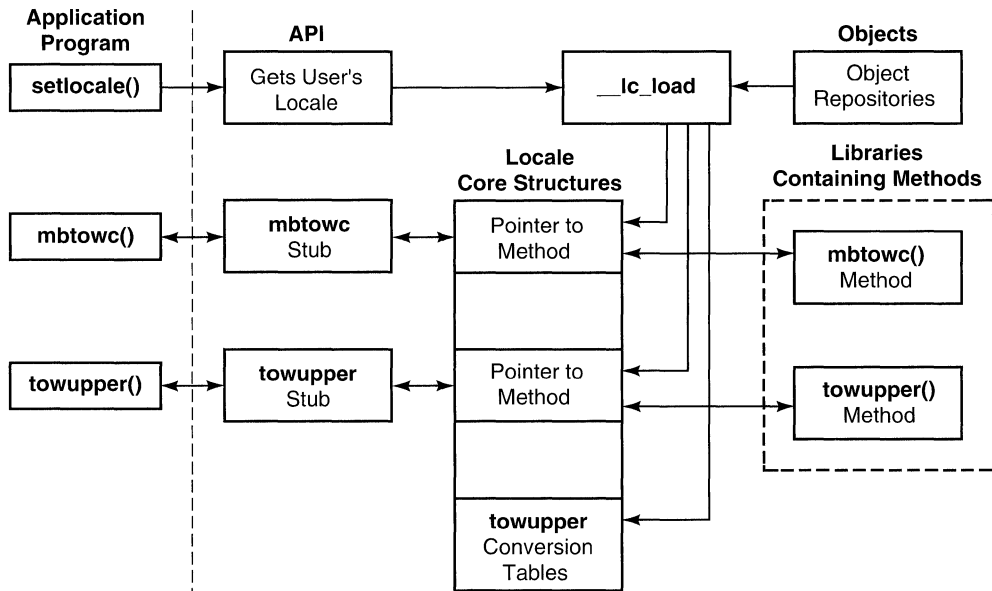 Application
Program
API
Objects
setlocale()
Gets User's
Locale
__lc_load
Object
Repositories
Locale
Core Structures
Libraries
Containing Methods
mbtowc()
mbtowc
Stub
Pointer to
Method
mbtowc()
Method
towupper()
towupper
Stub
Pointer to
Method
towupper()
Method
towupper
Conversion
Tables